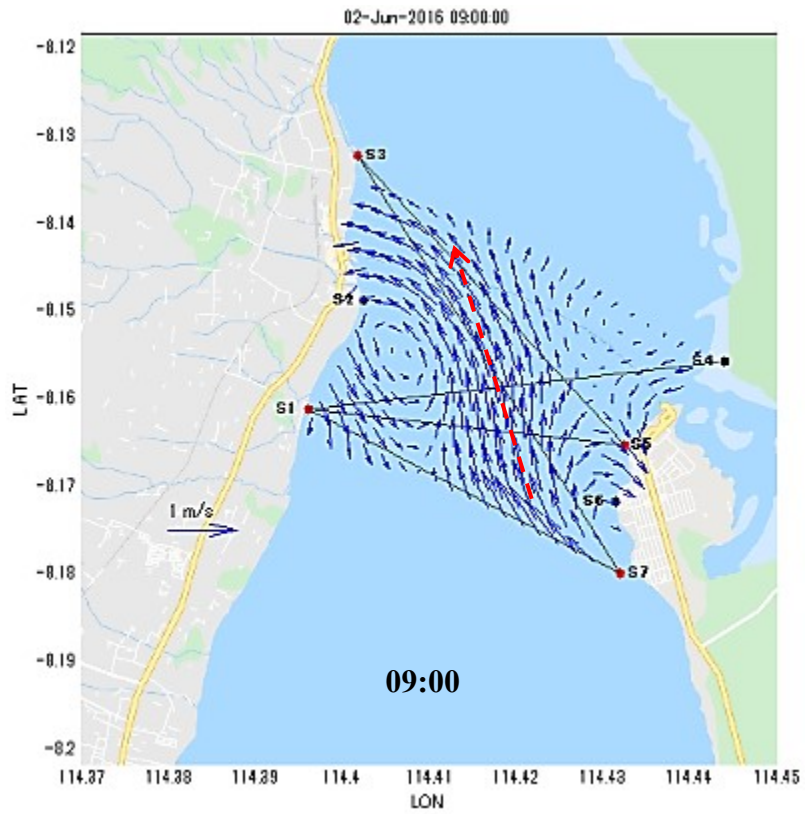 02-Jun-2016 09:00:00
-8.12
-8.13
S3
-8.14
-8.15
S2
S4
-8.16
LAT
S1
S5
-8.17
S6
1 m/s
-8.18
S7
-8.19
09:00
-8.2
114.37 114.38 114.39 114.4 114.41 114.42 114.43 114.44 114.45
LON